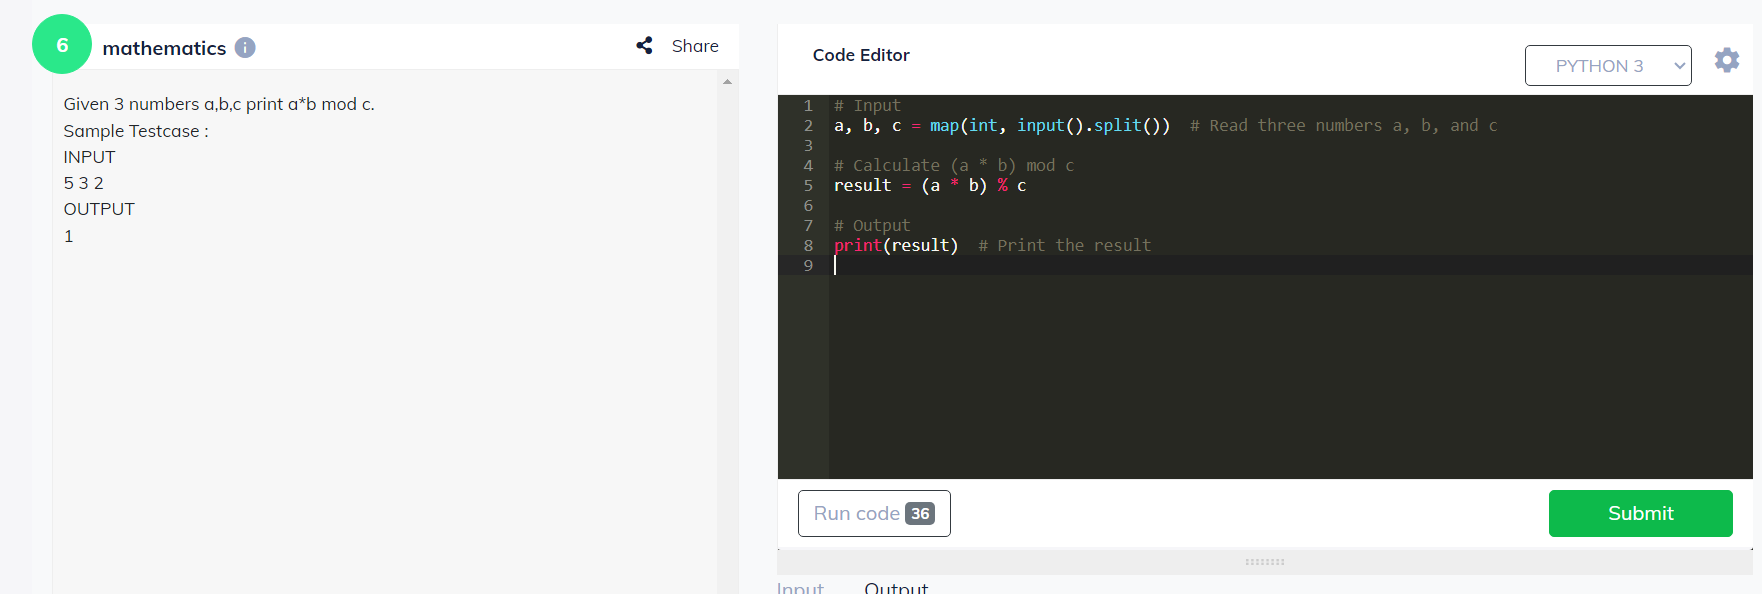 6
mathematics
Share
Given 3 numbers a,b,c print a*b mod c.
Sample Testcase :
INPUT
5 3 2
OUTPUT
1
Code Editor
PYTHON 3
1 # Input
2 a, b, c = map(int, input().split())  # Read three numbers a, b, and c
3
4 # Calculate (a * b) mod c
5 result = (a * b) % c
6
7 # Output
8 print(result)  # Print the result
9
Run code 36
Submit
Input Output